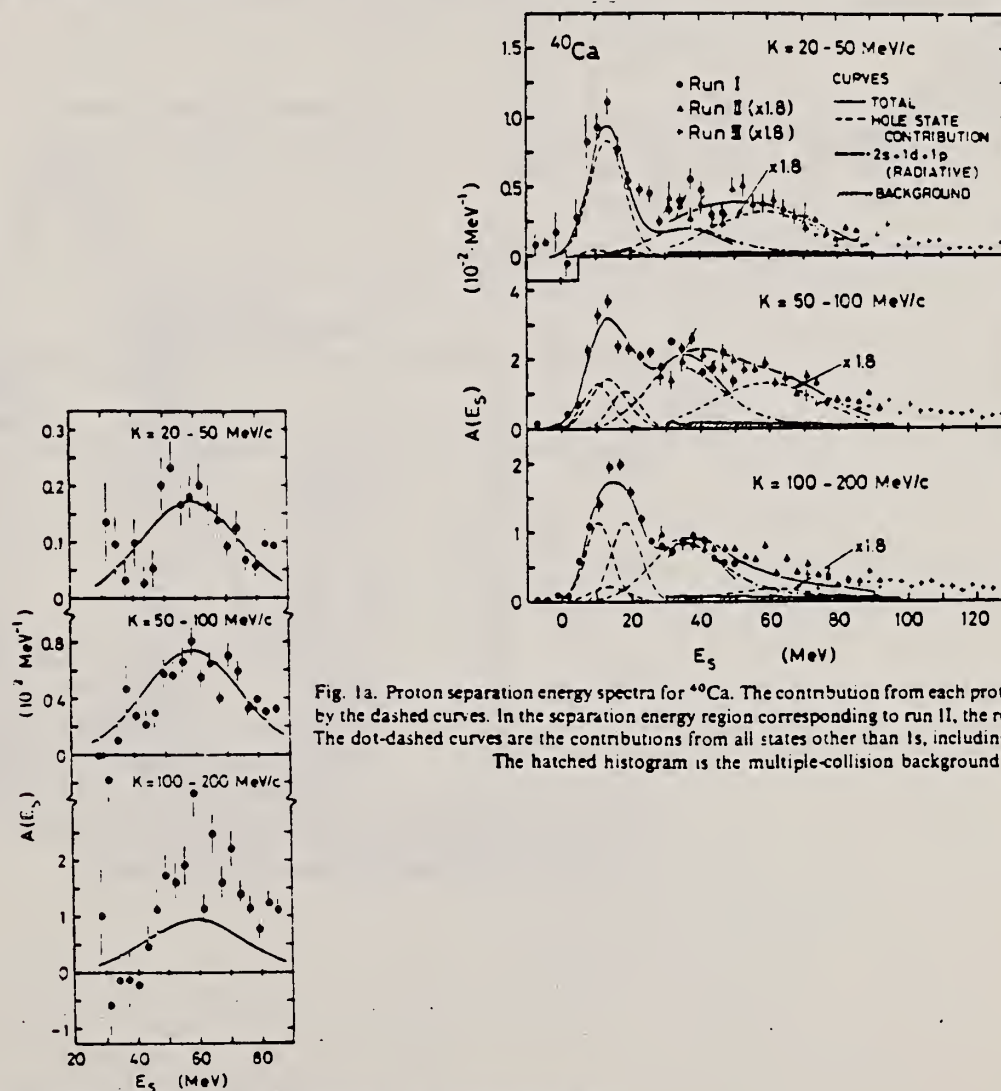 ⁴⁰Ca
K = 20 - 50 MeV/c
• Run I
▴ Run II (x1.8)
+ Run III (x1.8)
CURVES
TOTAL
HOLE STATE
CONTRIBUTION
2s+1d+1p
(RADIATIVE)
BACKGROUND
x1.8
1.5
1.0
0.5
0
(10⁻² MeV⁻¹)
K = 50 - 100 MeV/c
4
2
0
x1.8
A(E_S)
K = 100 - 200 MeV/c
2
1
0
x1.8
0 20 40 60 80 100 120
E_S (MeV)
K = 20 - 50 MeV/c
0.3
0.2
0.1
0
K = 50 - 100 MeV/c
0.8
0.4
0
(10⁻² MeV⁻¹)
K = 100 - 200 MeV/c
2
1
0
-1
A(E_S)
20 40 60 80
E_S (MeV)
Fig. 1a. Proton separation energy spectra for ⁴⁰Ca. The contribution from each prot
by the dashed curves. In the separation energy region corresponding to run II, the r
The dot-dashed curves are the contributions from all states other than 1s, includin
The hatched histogram is the multiple-collision background